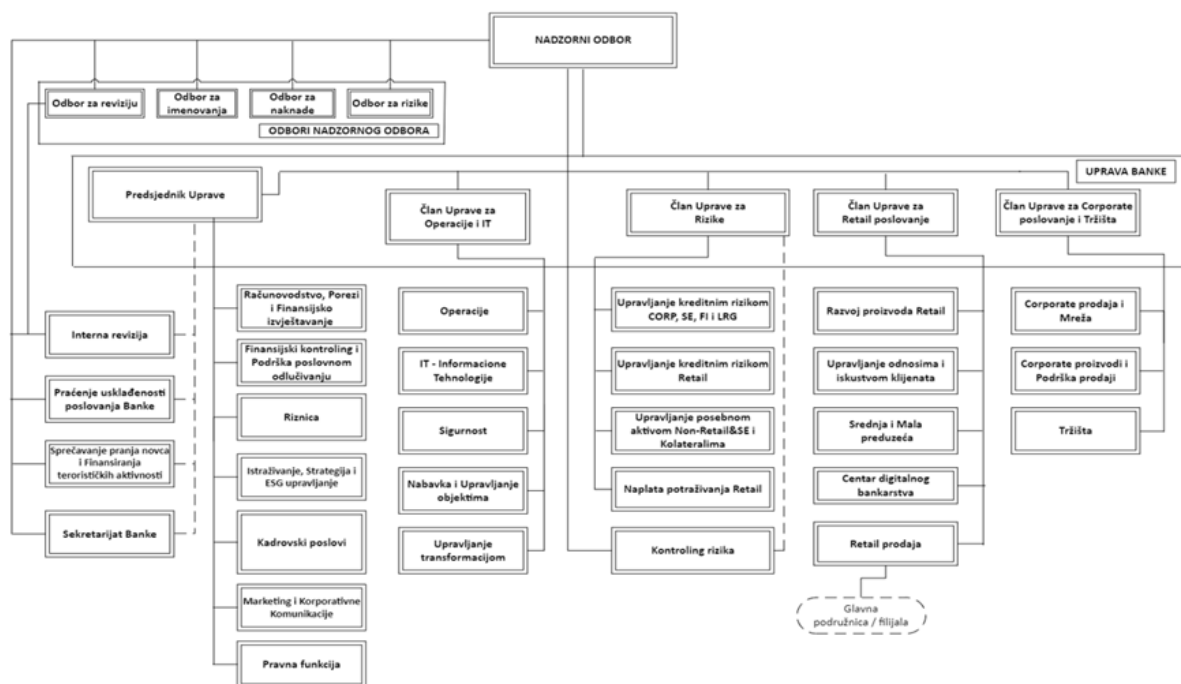 NADZORNI ODBOR
Odbor za reviziju
Odbor za
imenovanja
Odbor za
naknade
Odbor za rizike
ODBORI NADZORNOG ODBORA
UPRAVA BANKE
Predsjednik Uprave
Član Uprave za
Operacije i IT
Član Uprave za
Rizike
Član Uprave za
Retail poslovanje
Član Uprave za Corporate
poslovanje i Tržišta
Interna revizija
Praćenje usklađenosti
poslovanja Banke
Sprečavanje pranja novca
i Finansiranja
terorističkih aktivnosti
Sekretarijat Banke
Računovodstvo, Porezi
i Finansijsko
izvještavanje
Finansijski kontroling i
Podrška poslovnom
odlučivanju
Riznica
Istraživanje, Strategija i
ESG upravljanje
Kadrovski poslovi
Marketing i Korporativne
Komunikacije
Pravna funkcija
Operacije
IT - Informacione
Tehnologije
Sigurnost
Nabavka i Upravljanje
objektima
Upravljanje
transformacijom
Upravljanje kreditnim rizikom
CORP, SE, FI i LRG
Upravljanje kreditnim rizikom
Retail
Upravljanje posebnom
aktivom Non-Retail&SE i
Kolateralima
Naplata potraživanja Retail
Kontroling rizika
Razvoj proizvoda Retail
Upravljanje odnosima i
iskustvom klijenata
Srednja i Mala
preduzeća
Centar digitalnog
bankarstva
Retail prodaja
Glavna
podružnica / filijala
Corporate prodaja i
Mreža
Corporate proizvodi i
Podrška prodaji
Tržišta